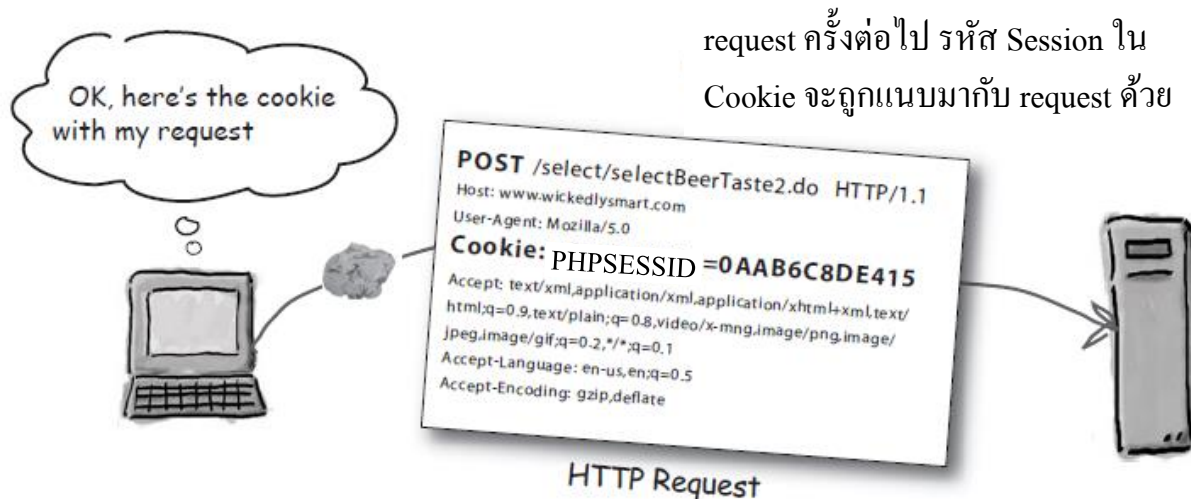 request ครั้งต่อไป รหัส Session ใน
Cookie จะถูกแนบมากับ request ด้วย
OK, here's the cookie
with my request
POST /select/selectBeerTaste2.do HTTP/1.1
Host: www.wickedlysmart.com
User-Agent: Mozilla/5.0
Cookie: PHPSESSID =0AAB6C8DE415
Accept: text/xml,application/xml,application/xhtml+xml,text/
html;q=0.9,text/plain;q=0.8,video/x-mng,image/png,image/
jpeg,image/gif;q=0.2,*/*;q=0.1
Accept-Language: en-us,en;q=0.5
Accept-Encoding: gzip,deflate
HTTP Request